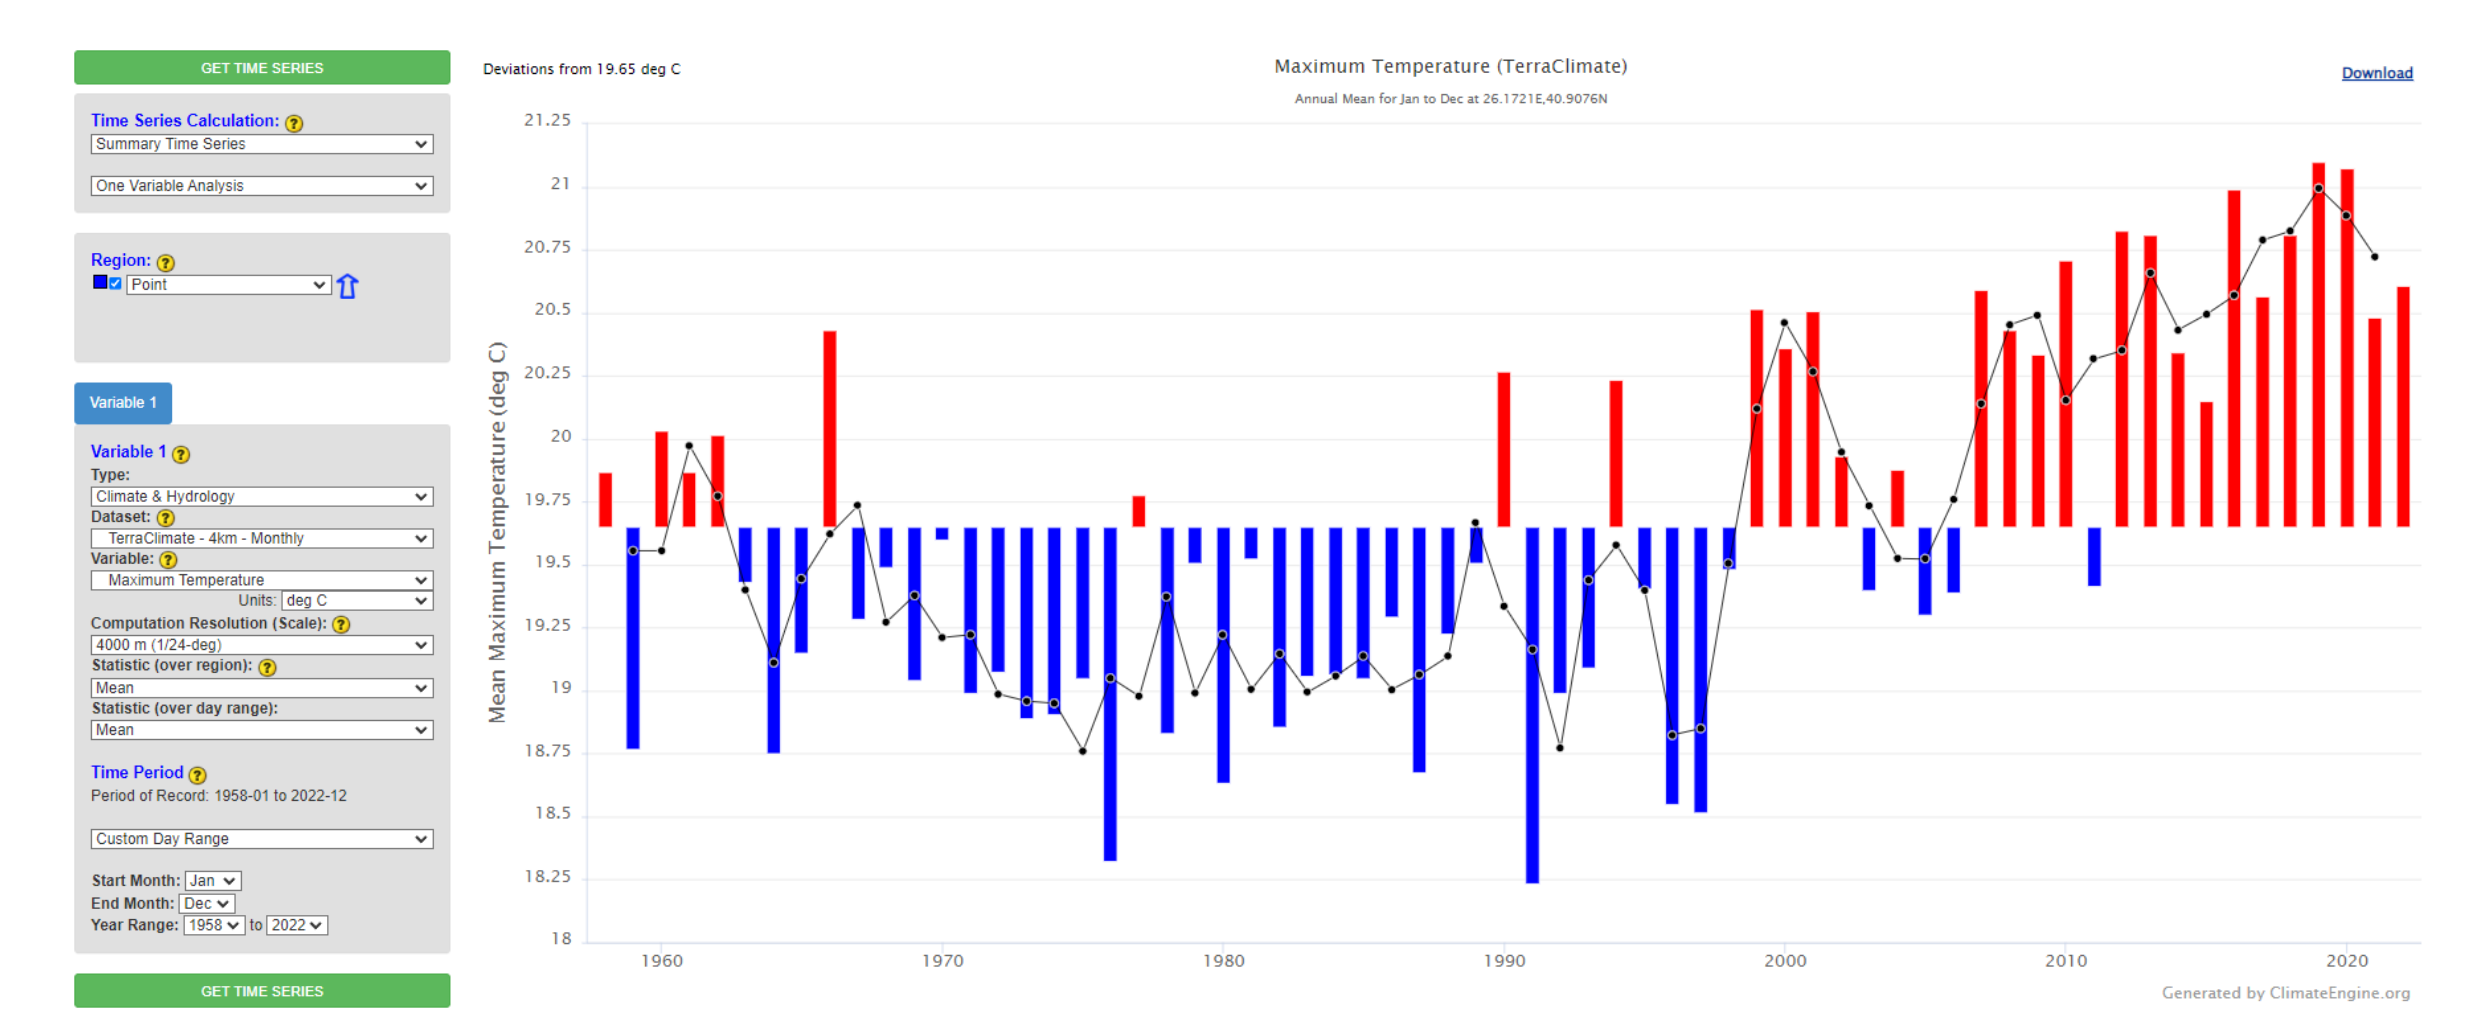 GET TIME SERIES
Time Series Calculation: ?
Summary Time Series
One Variable Analysis
Region: ?
Point
Variable 1
Variable 1 ?
Type:
Climate & Hydrology
Dataset: ?
TerraClimate - 4km - Monthly
Variable: ?
Maximum Temperature
Units: deg C
Computation Resolution (Scale): ?
4000 m (1/24-deg)
Statistic (over region): ?
Mean
Statistic (over day range):
Mean
Time Period ?
Period of Record: 1958-01 to 2022-12
Custom Day Range
Start Month: Jan
End Month: Dec
Year Range: 1958 to 2022
GET TIME SERIES
Deviations from 19.65 deg C
Maximum Temperature (TerraClimate)
Annual Mean for Jan to Dec at 26.1721E,40.9076N
Download
Mean Maximum Temperature (deg C)
21.25
21
20.75
20.5
20.25
20
19.75
19.5
19.25
19
18.75
18.5
18.25
18
1960 1970 1980 1990 2000 2010 2020
Generated by ClimateEngine.org